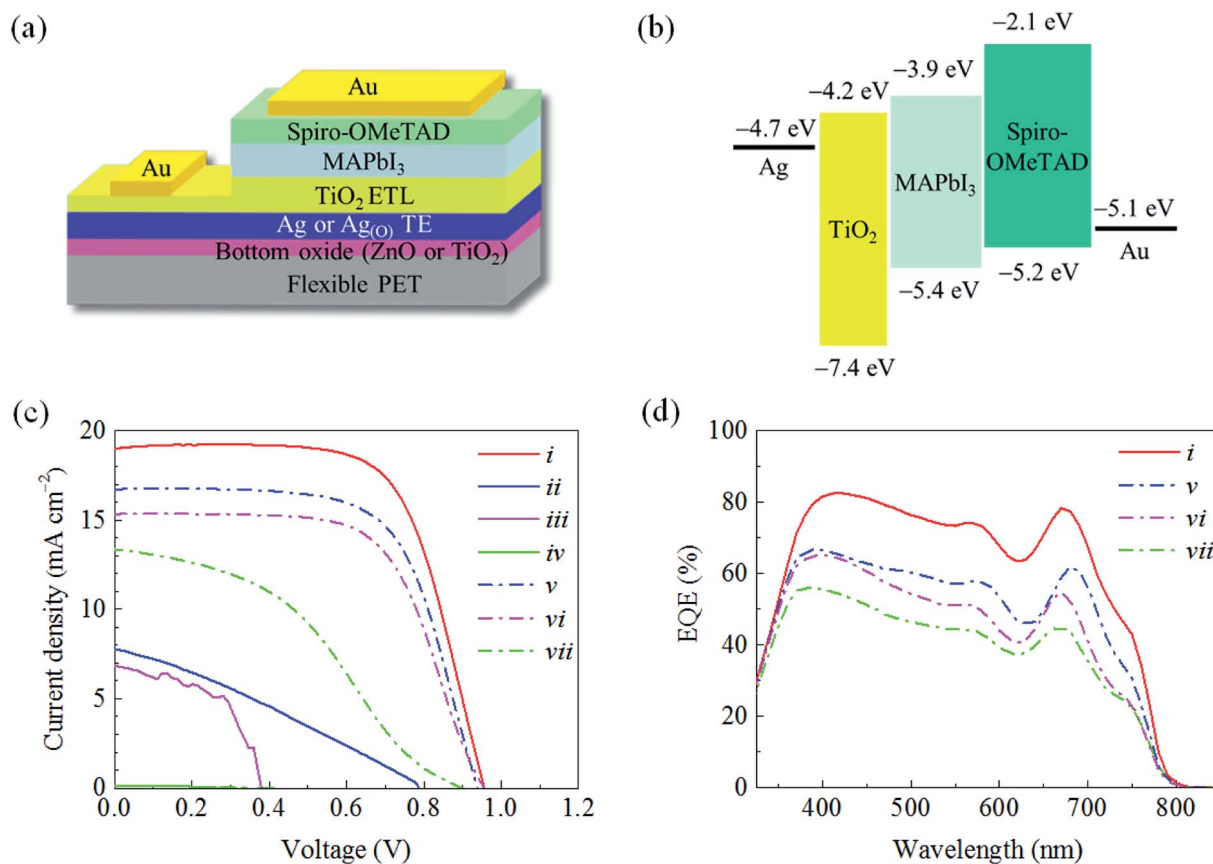 (a)
Au
Spiro-OMeTAD
MAPbI₃
Au
TiO₂ ETL
Ag or Ag₍O₎ TE
Bottom oxide (ZnO or TiO₂)
Flexible PET
(b)
−2.1 eV
−3.9 eV
−4.2 eV
−4.7 eV
Ag
TiO₂
MAPbI₃
Spiro-
OMeTAD
−5.1 eV
Au
−5.2 eV
−5.4 eV
−7.4 eV
(c)
Current density (mA cm⁻²)
20
15
10
5
0
0.0 0.2 0.4 0.6 0.8 1.0 1.2
Voltage (V)
i
ii
iii
iv
v
vi
vii
(d)
EQE (%)
100
80
60
40
20
0
400 500 600 700 800
Wavelength (nm)
i
v
vi
vii